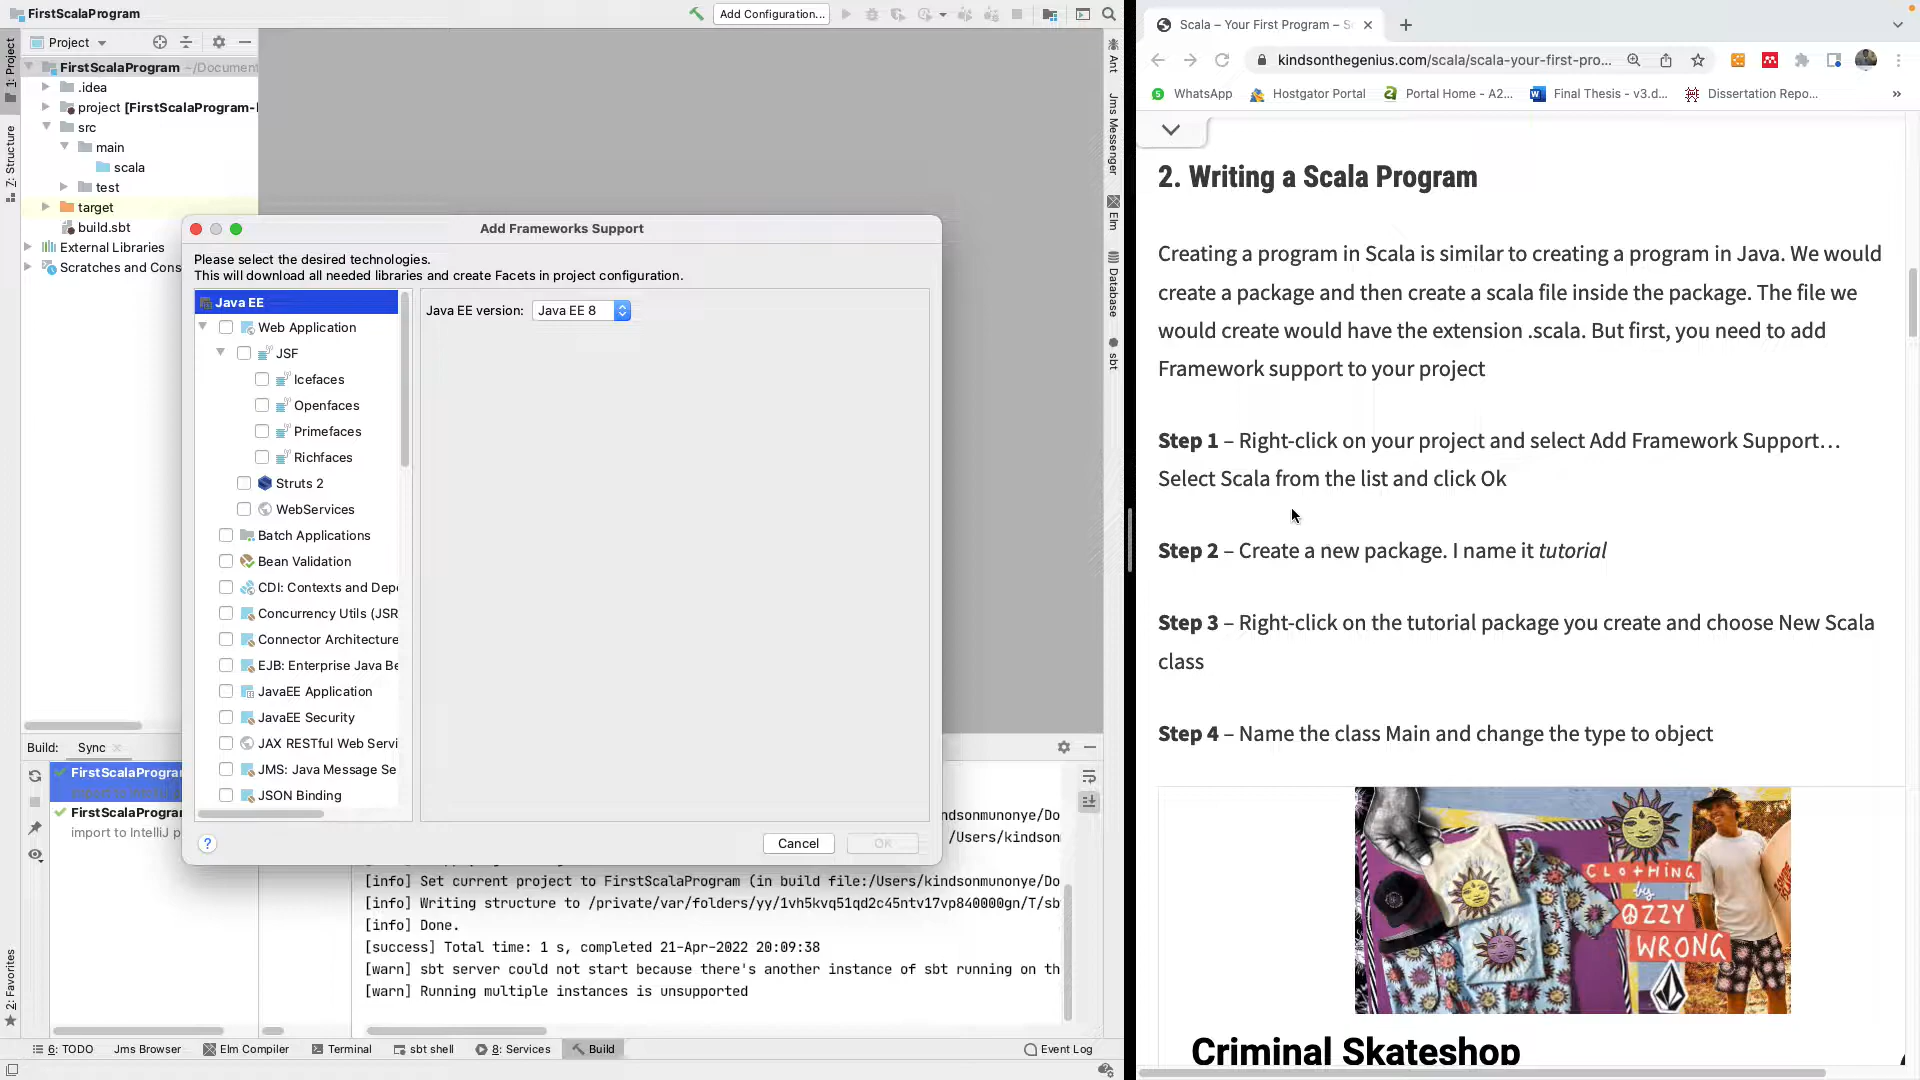 FirstScalaProgram
Add Configuration...
Project
FirstScalaProgram ~/Document
.idea
project [FirstScalaProgram-
src
main
scala
test
target
build.sbt
External Libraries
Scratches and Cons
1: Project
Z: Structure
2: Favorites
Ant
Jms Messenger
Elm
Database
sbt
Add Frameworks Support
Please select the desired technologies.
This will download all needed libraries and create Facets in project configuration.
Java EE
Web Application
JSF
Icefaces
Openfaces
Primefaces
Richfaces
Struts 2
WebServices
Batch Applications
Bean Validation
CDI: Contexts and Depe
Concurrency Utils (JSR
Connector Architecture
EJB: Enterprise Java Be
JavaEE Application
JavaEE Security
JAX RESTful Web Servi
JMS: Java Message Se
JSON Binding
Java EE version: Java EE 8
?
Cancel
OK
Build: Sync
FirstScalaProgra
FirstScalaProgra
import to IntelliJ p
ndsonmunonye/Do
/Users/kindson
[info] Set current project to FirstScalaProgram (in build file:/Users/kindsonmunonye/Do
[info] Writing structure to /private/var/folders/yy/1vh5kvq51qd2c45ntv17vp840000gn/T/sb
[info] Done.
[success] Total time: 1 s, completed 21-Apr-2022 20:09:38
[warn] sbt server could not start because there's another instance of sbt running on th
[warn] Running multiple instances is unsupported
6: TODO
Jms Browser
Elm Compiler
Terminal
sbt shell
8: Services
Build
Event Log
Scala – Your First Program – S
kindsonthegenius.com/scala/scala-your-first-pro...
WhatsApp
Hostgator Portal
Portal Home - A2...
Final Thesis - v3.d...
Dissertation Repo...
»
2. Writing a Scala Program
Creating a program in Scala is similar to creating a program in Java. We would
create a package and then create a scala file inside the package. The file we
would create would have the extension .scala. But first, you need to add
Framework support to your project
Step 1 – Right-click on your project and select Add Framework Support…
Select Scala from the list and click Ok
Step 2 – Create a new package. I name it tutorial
Step 3 – Right-click on the tutorial package you create and choose New Scala
class
Step 4 – Name the class Main and change the type to object
CLOTHING
by
OZZY
WRONG
Criminal Skateshop